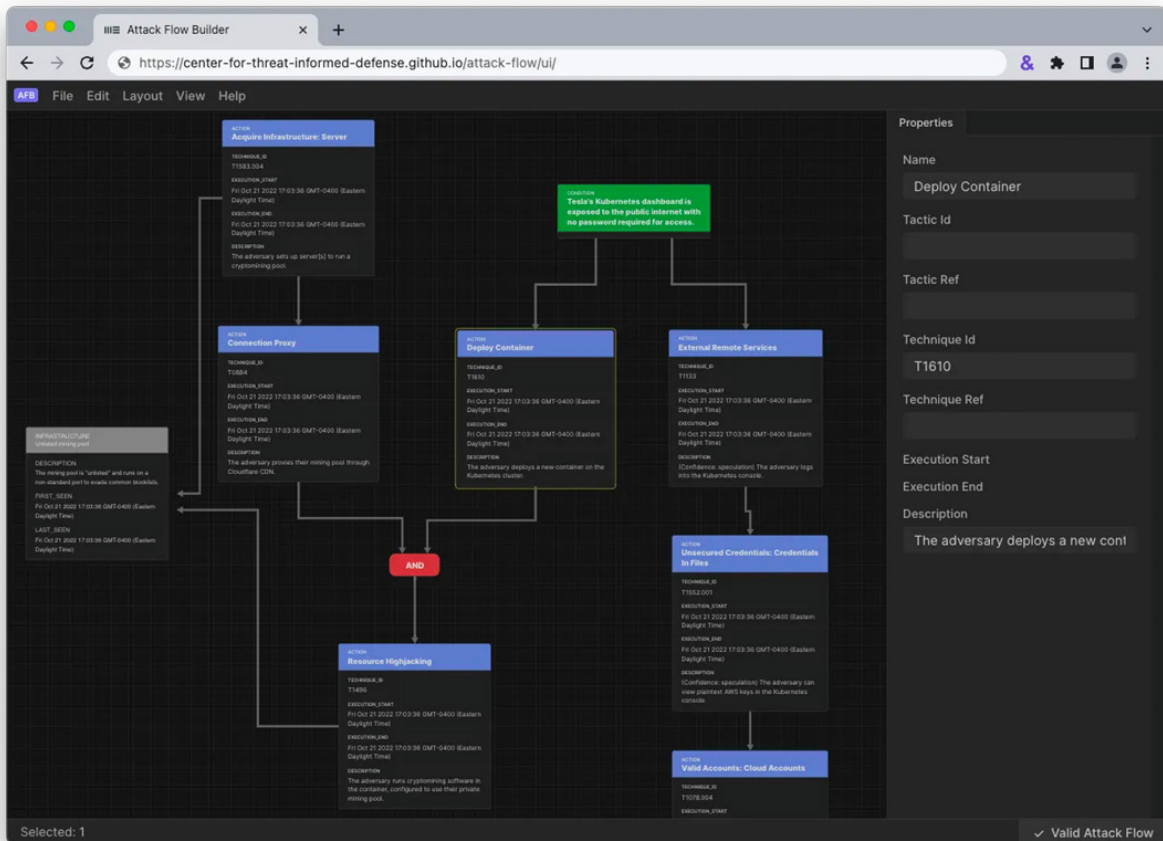 Attack Flow Builder
https://center-for-threat-informed-defense.github.io/attack-flow/ui/
AFB File Edit Layout View Help
ACTION
Acquire Infrastructure: Server
TECHNIQUE_ID
T1583.004
EXECUTION_START
Fri Oct 21 2022 17:03:36 GMT-0400 (Eastern
Daylight Time)
EXECUTION_END
Fri Oct 21 2022 17:03:36 GMT-0400 (Eastern
Daylight Time)
DESCRIPTION
The adversary sets up server[s] to run a
cryptomining pool.
CONDITION
Tesla's Kubernetes dashboard is
exposed to the public internet with
no password required for access.
ACTION
Connection Proxy
TECHNIQUE_ID
T0884
EXECUTION_START
Fri Oct 21 2022 17:03:36 GMT-0400 (Eastern
Daylight Time)
EXECUTION_END
Fri Oct 21 2022 17:03:36 GMT-0400 (Eastern
Daylight Time)
DESCRIPTION
The adversary proxies their mining pool through
Cloudflare CDN.
ACTION
Deploy Container
TECHNIQUE_ID
T1610
EXECUTION_START
Fri Oct 21 2022 17:03:36 GMT-0400 (Eastern
Daylight Time)
EXECUTION_END
Fri Oct 21 2022 17:03:36 GMT-0400 (Eastern
Daylight Time)
DESCRIPTION
The adversary deploys a new container on the
Kubernetes cluster.
ACTION
External Remote Services
TECHNIQUE_ID
T1133
EXECUTION_START
Fri Oct 21 2022 17:03:36 GMT-0400 (Eastern
Daylight Time)
EXECUTION_END
Fri Oct 21 2022 17:03:36 GMT-0400 (Eastern
Daylight Time)
DESCRIPTION
(Confidence: speculation) The adversary logs
into the Kubernetes console.
INFRASTRUCTURE
Unlisted mining pool
DESCRIPTION
The mining pool is "unlisted" and runs on a
non-standard port to evade common blocklists.
FIRST_SEEN
Fri Oct 21 2022 17:03:36 GMT-0400 (Eastern
Daylight Time)
LAST_SEEN
Fri Oct 21 2022 17:03:36 GMT-0400 (Eastern
Daylight Time)
AND
ACTION
Unsecured Credentials: Credentials
In Files
TECHNIQUE_ID
T1552.001
EXECUTION_START
Fri Oct 21 2022 17:03:36 GMT-0400 (Eastern
Daylight Time)
EXECUTION_END
Fri Oct 21 2022 17:03:36 GMT-0400 (Eastern
Daylight Time)
DESCRIPTION
(Confidence: speculation) The adversary can
view plaintext AWS keys in the Kubernetes
console.
ACTION
Resource Highjacking
TECHNIQUE_ID
T1496
EXECUTION_START
Fri Oct 21 2022 17:03:36 GMT-0400 (Eastern
Daylight Time)
EXECUTION_END
Fri Oct 21 2022 17:03:36 GMT-0400 (Eastern
Daylight Time)
DESCRIPTION
The adversary runs cryptomining software in
the container, configured to use their private
mining pool.
ACTION
Valid Accounts: Cloud Accounts
TECHNIQUE_ID
T1078.004
EXECUTION_START
Properties
Name
Deploy Container
Tactic Id
Tactic Ref
Technique Id
T1610
Technique Ref
Execution Start
Execution End
Description
The adversary deploys a new cont
Selected: 1
Valid Attack Flow